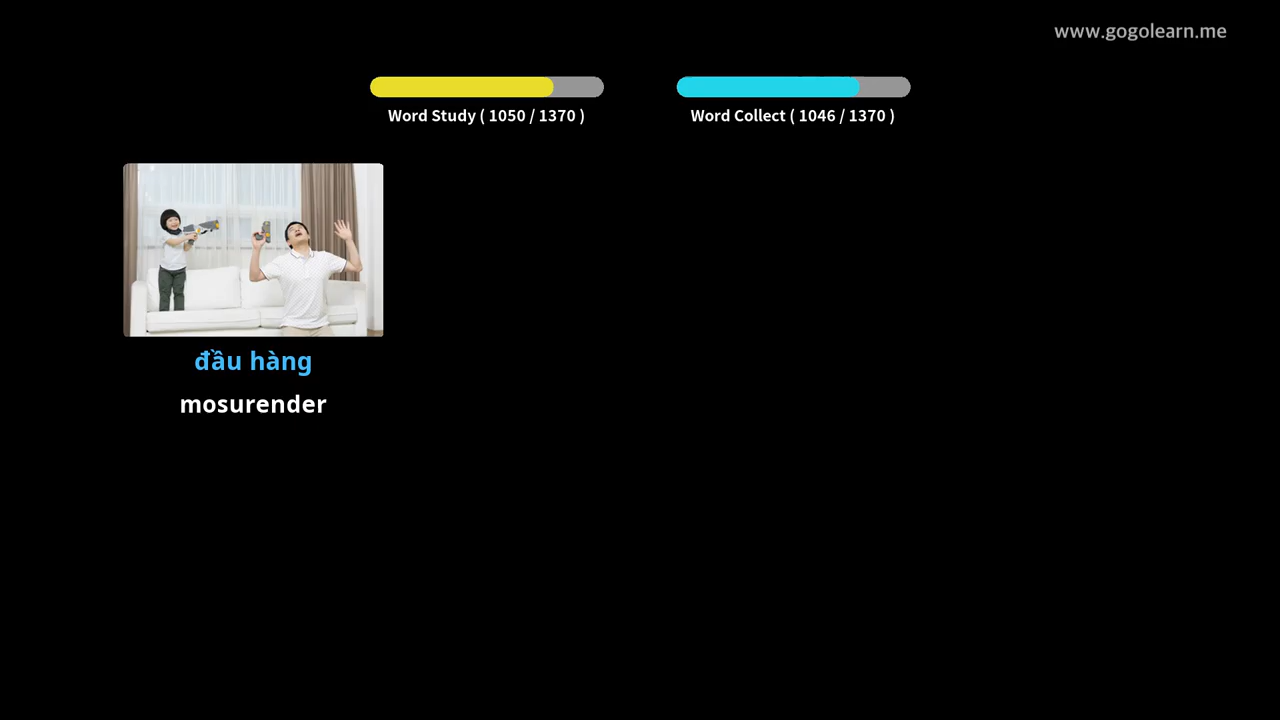 www.gogolearn.me
Word Study ( 1050 / 1370 )
Word Collect ( 1046 / 1370 )
đầu hàng
mosurender